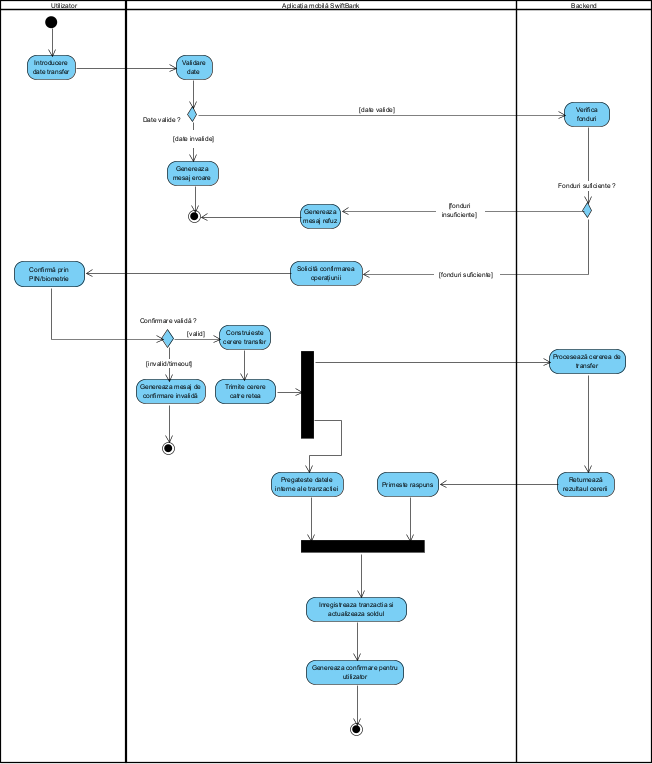 Utilizator
Aplicația mobilă SwiftBank
Backend
Introducere
date transfer
Validare
date
Date valide ?
[date valide]
Verifica
fonduri
[date invalide]
Genereaza
mesaj eroare
Fonduri suficiente ?
Genereaza
mesaj refuz
[fonduri
insuficiente]
Confirmă prin
PIN/biometrie
Solicită confirmarea
operațiunii
[fonduri suficiente]
Confirmare validă ?
[valid]
Construieste
cerere transfer
[invalid/timeout]
Procesează cererea de
transfer
Genereaza mesaj de
confirmare invalidă
Trimite cerere
catre retea
Pregateste datele
interne ale tranzactiei
Primeste raspuns
Returnează
rezultaul cererii
Inregistreaza tranzactia si
actualizeaza soldul
Genereaza confirmare pentru
utilizator